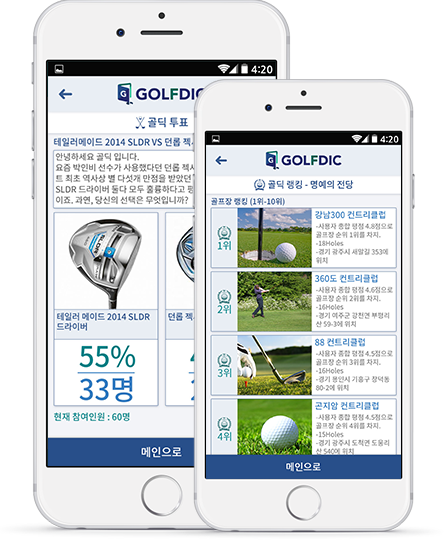 4:20
GOLFDIC
골딕 투표
테일러메이드 2014 SLDR VS 던롭 젝시
안녕하세요 골딕 입니다.
요즘 박인비 선수가 사용했다던 던롭 젝시
트 최초 역사상 별 다섯개 만점을 받았던
SLDR 드라이버 둘다 모두 훌륭하다고
이죠. 과연, 당신의 선택은 무엇입니까?
테일러 메이드 2014 SLDR
드라이버
던롭 젝
55%
33명
현재 참여인원 : 60명
메인으로
4:20
GOLFDIC
골딕 랭킹 - 명예의 전당
골프장 랭킹 (1위-10위)
1위
강남300 컨트리클럽
-사용자 종합 평점 4.8점으로
골프장 순위 1위를 차지.
-18Holes
-경기 광주시 새말길 353에
위치
2위
360도 컨트리클럽
-사용자 종합 평점 4.6점으로
골프장 순위 2위를 차지.
-16Holes
-경기 여주군 강천면 부평리
산 59-3에 위치
3위
88 컨트리클럽
-사용자 종합 평점 4.5점으로
골프장 순위 3위를 차지.
-16Holes
-경기 용인시 기흥구 장덕동
80-2에 위치
4위
곤지암 컨트리클럽
-사용자 종합 평점 4.5점으로
골프장 순위 4위를 차지.
-15Holes
-경기 광주시 도척면 도웅리
산 540에 위치
메인으로